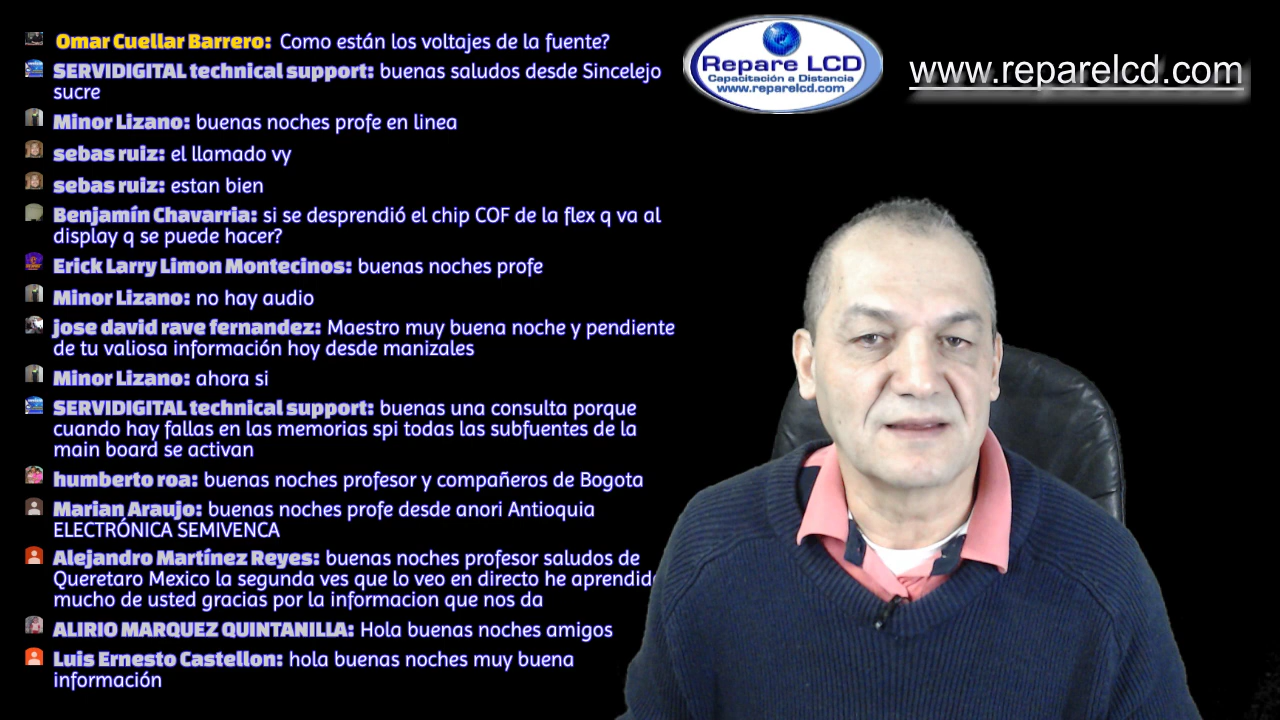 Omar Cuellar Barrero: Como están los voltajes de la fuente?
SERVIDIGITAL technical support: buenas saludos desde Sincelejo
sucre
Minor Lizano: buenas noches profe en linea
sebas ruiz: el llamado vy
sebas ruiz: estan bien
Benjamín Chavarria: si se desprendió el chip COF de la flex q va al
display q se puede hacer?
Erick Larry Limon Montecinos: buenas noches profe
Minor Lizano: no hay audio
jose david rave fernandez: Maestro muy buena noche y pendiente
de tu valiosa información hoy desde manizales
Minor Lizano: ahora si
SERVIDIGITAL technical support: buenas una consulta porque
cuando hay fallas en las memorias spi todas las subfuentes de la
main board se activan
humberto roa: buenas noches profesor y compañeros de Bogota
Marian Araujo: buenas noches profe desde anori Antioquia
ELECTRÓNICA SEMIVENCA
Alejandro Martínez Reyes: buenas noches profesor saludos de
Queretaro Mexico la segunda ves que lo veo en directo he aprendido
mucho de usted gracias por la informacion que nos da
ALIRIO MARQUEZ QUINTANILLA: Hola buenas noches amigos
Luis Ernesto Castellon: hola buenas noches muy buena
información
Repare LCD
Capacitación a Distancia
www.reparelcd.com
www.reparelcd.com